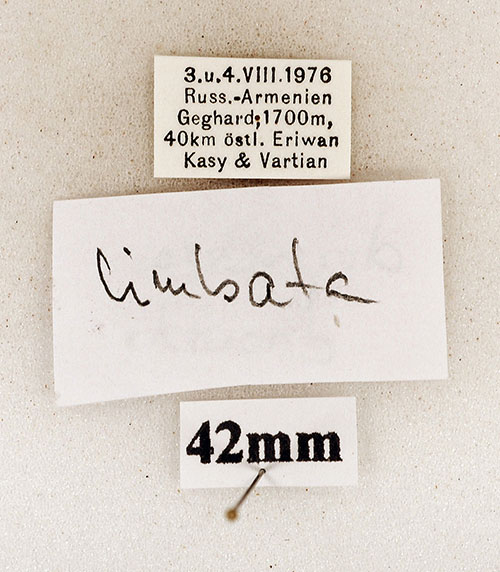 3.u.4.VIII.1976
Russ.-Armenien
Geghard;1700m,
40km östl. Eriwan
Kasy & Vartian
limbata
42mm